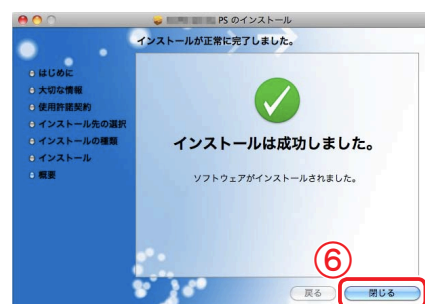 PS のインストール
インストールが正常に完了しました。
はじめに
大切な情報
使用許諾契約
インストール先の選択
インストールの種類
インストール
概要
インストールは成功しました。
ソフトウェアがインストールされました。
⑥
戻る
閉じる